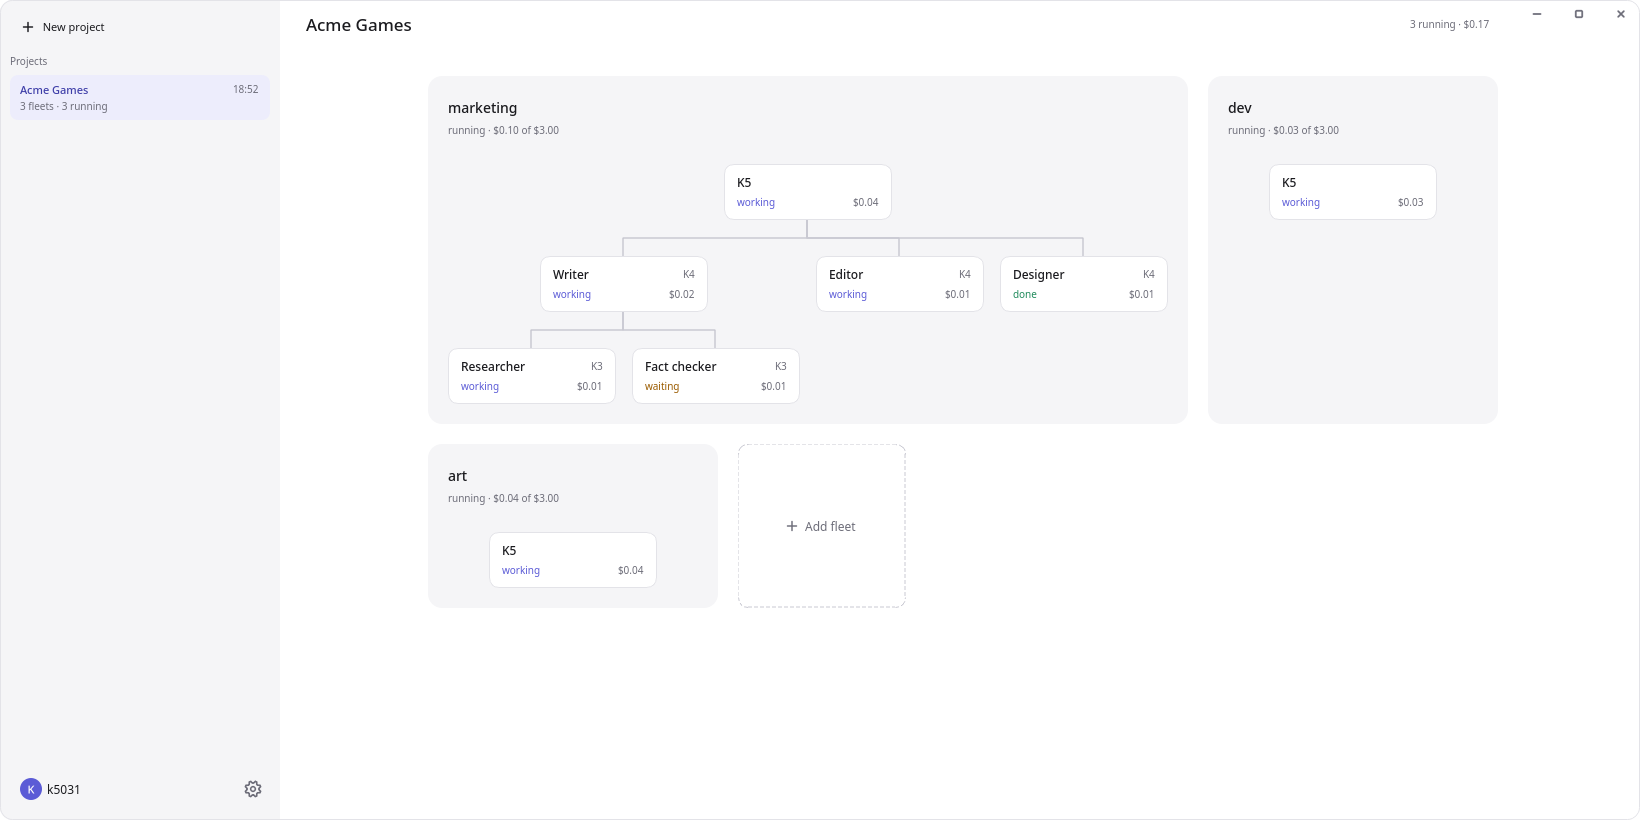 New project
Projects
Acme Games 18:52
3 fleets · 3 running
K k5031
Acme Games
3 running · $0.17
marketing
running · $0.10 of $3.00
K5
working $0.04
Writer K4
working $0.02
Editor K4
working $0.01
Designer K4
done $0.01
Researcher K3
working $0.01
Fact checker K3
waiting $0.01
dev
running · $0.03 of $3.00
K5
working $0.03
art
running · $0.04 of $3.00
K5
working $0.04
Add fleet